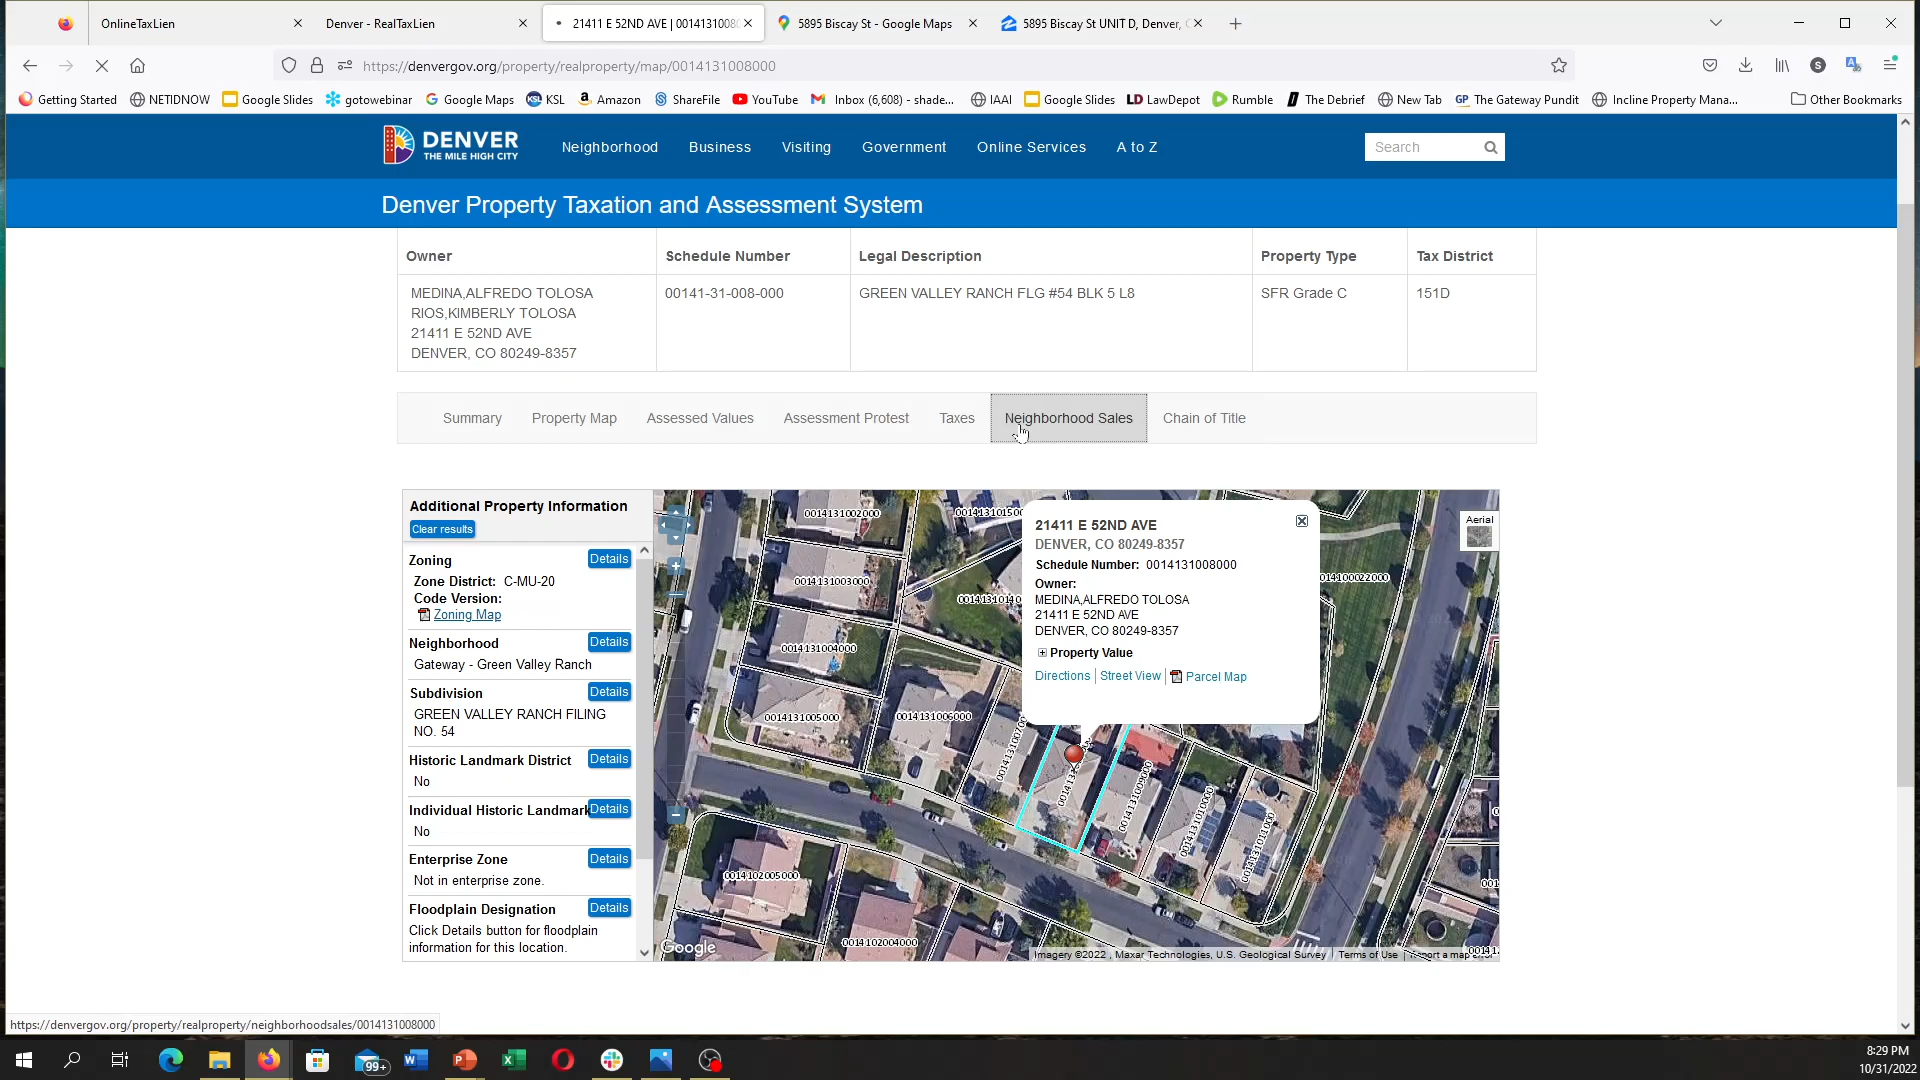 OnlineTaxLien
Denver - RealTaxLien
21411 E 52ND AVE | 0014131008
5895 Biscay St - Google Maps
5895 Biscay St UNIT D, Denver,
https://denvergov.org/property/realproperty/map/0014131008000
Getting Started
NETIDNOW
Google Slides
gotowebinar
Google Maps
KSL KSL
Amazon
ShareFile
YouTube
Inbox (6,608) - shade...
IAAI
Google Slides
LD LawDepot
Rumble
The Debrief
New Tab
GP The Gateway Pundit
Incline Property Mana...
Other Bookmarks
DENVER
THE MILE HIGH CITY
Neighborhood
Business
Visiting
Government
Online Services
A to Z
Search
Denver Property Taxation and Assessment System
Owner
Schedule Number
Legal Description
Property Type
Tax District
MEDINA,ALFREDO TOLOSA
RIOS,KIMBERLY TOLOSA
21411 E 52ND AVE
DENVER, CO 80249-8357
00141-31-008-000
GREEN VALLEY RANCH FLG #54 BLK 5 L8
SFR Grade C
151D
Summary
Property Map
Assessed Values
Assessment Protest
Taxes
Neighborhood Sales
Chain of Title
Additional Property Information
Clear results
Zoning
Details
Zone District: C-MU-20
Code Version:
Zoning Map
Neighborhood
Details
Gateway - Green Valley Ranch
Subdivision
Details
GREEN VALLEY RANCH FILING
NO. 54
Historic Landmark District
Details
No
Individual Historic Landmark
Details
No
Enterprise Zone
Details
Not in enterprise zone.
Floodplain Designation
Details
Click Details button for floodplain
information for this location.
0014131002000
0014131003000
0014131004000
0014131005000
0014131006000
0014131009000
0014131010000
0014131011000
0014102005000
0014102004000
21411 E 52ND AVE
DENVER, CO 80249-8357
Schedule Number: 0014131008000
Owner:
MEDINA,ALFREDO TOLOSA
21411 E 52ND AVE
DENVER, CO 80249-8357
Property Value
Directions
Street View
Parcel Map
Aerial
Google
Imagery ©2022 , Maxar Technologies, U.S. Geological Survey
Terms of Use
https://denvergov.org/property/realproperty/neighborhoodsales/0014131008000
99+
8:29 PM
10/31/2022